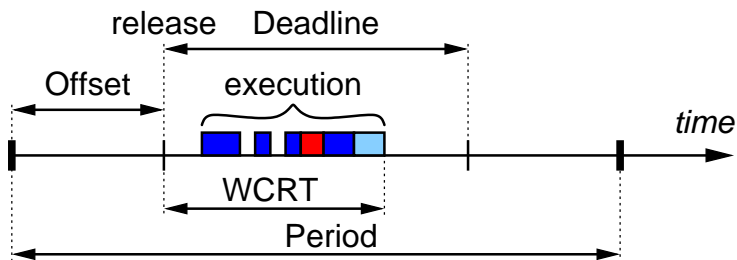 release Deadline
Offset execution
time
WCRT
Period